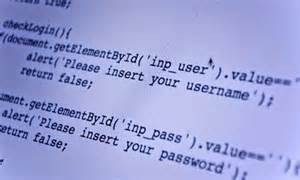 return true;
checkLogin(){
f(document.getElementById('inp_user').value==''
alert('Please insert your username');
return false;
ument.getElementById('inp_pass').value==''){
alert('Please insert your password');
return false;